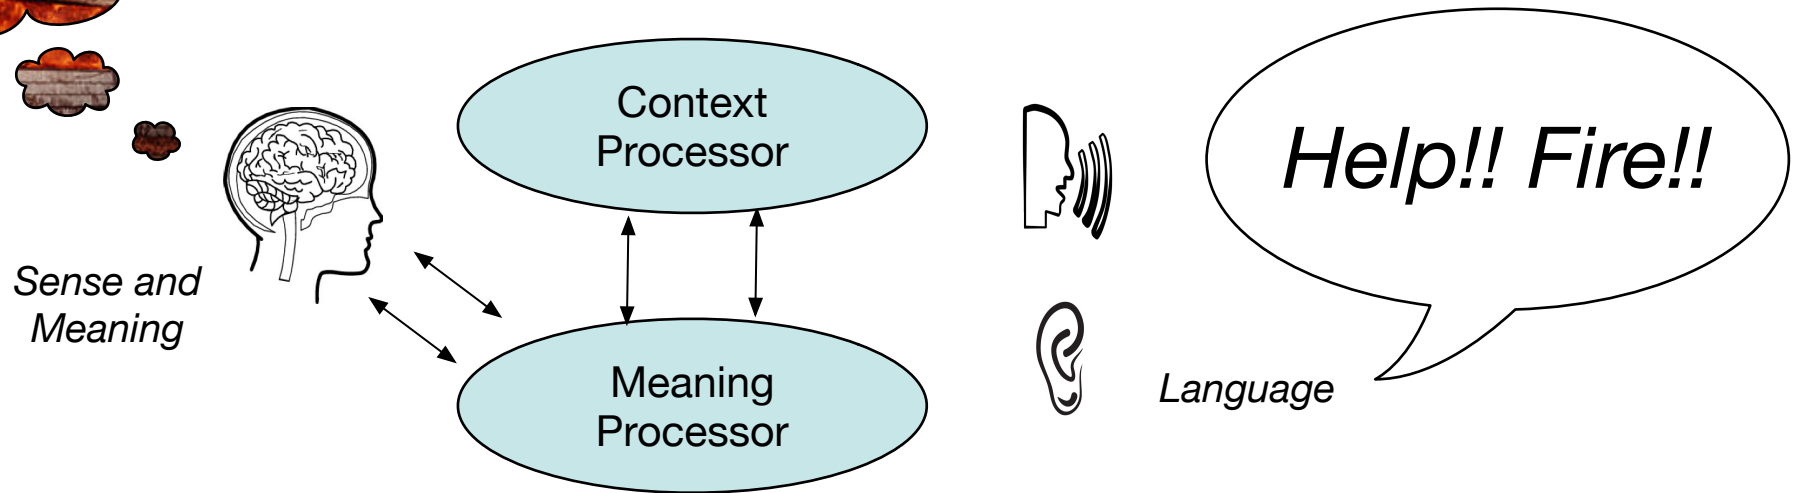 Context
Processor
Help!! Fire!!
Sense and
Meaning
Meaning
Processor
Language